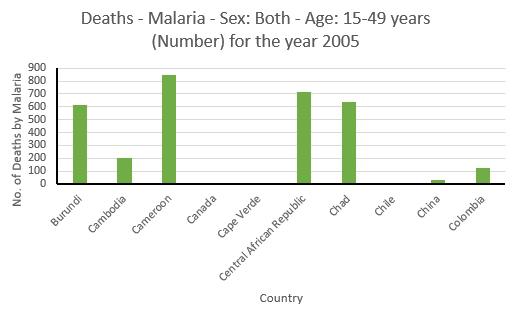 Deaths - Malaria - Sex: Both - Age: 15-49 years
(Number) for the year 2005
No. of Deaths by Malaria
900
800
700
600
500
400
300
200
100
0
Burundi
Cambodia
Cameroon
Canada
Cape Verde
Central African Republic
Chad
Chile
China
Colombia
Country